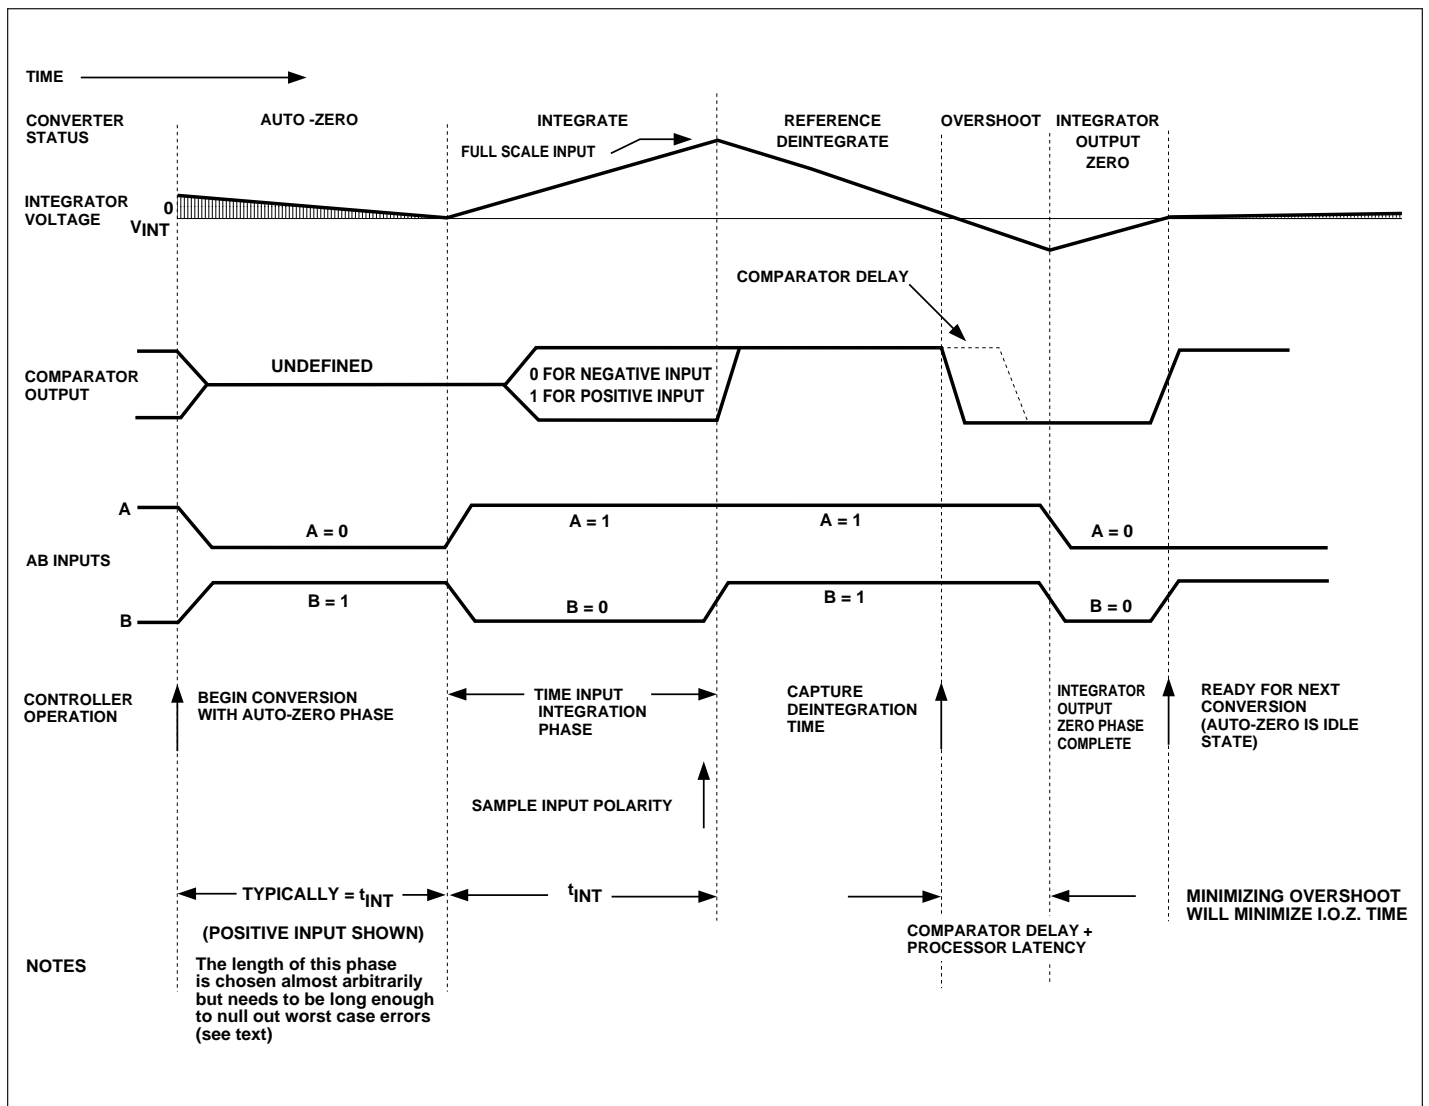 TIME
CONVERTER
STATUS
AUTO -ZERO
INTEGRATE
REFERENCE
DEINTEGRATE
OVERSHOOT
INTEGRATOR
OUTPUT
ZERO
FULL SCALE INPUT
INTEGRATOR
VOLTAGE
0
VINT
COMPARATOR DELAY
COMPARATOR
OUTPUT
UNDEFINED
0 FOR NEGATIVE INPUT
1 FOR POSITIVE INPUT
AB INPUTS
A
A = 0
A = 1
A = 1
A = 0
B
B = 1
B = 0
B = 1
B = 0
CONTROLLER
OPERATION
BEGIN CONVERSION
WITH AUTO-ZERO PHASE
TIME INPUT
INTEGRATION
PHASE
CAPTURE
DEINTEGRATION
TIME
INTEGRATOR
OUTPUT
ZERO PHASE
COMPLETE
READY FOR NEXT
CONVERSION
(AUTO-ZERO IS IDLE
STATE)
SAMPLE INPUT POLARITY
TYPICALLY = tINT
tINT
MINIMIZING OVERSHOOT
WILL MINIMIZE I.O.Z. TIME
(POSITIVE INPUT SHOWN)
COMPARATOR DELAY +
PROCESSOR LATENCY
NOTES
The length of this phase
is chosen almost arbitrarily
but needs to be long enough
to null out worst case errors
(see text)